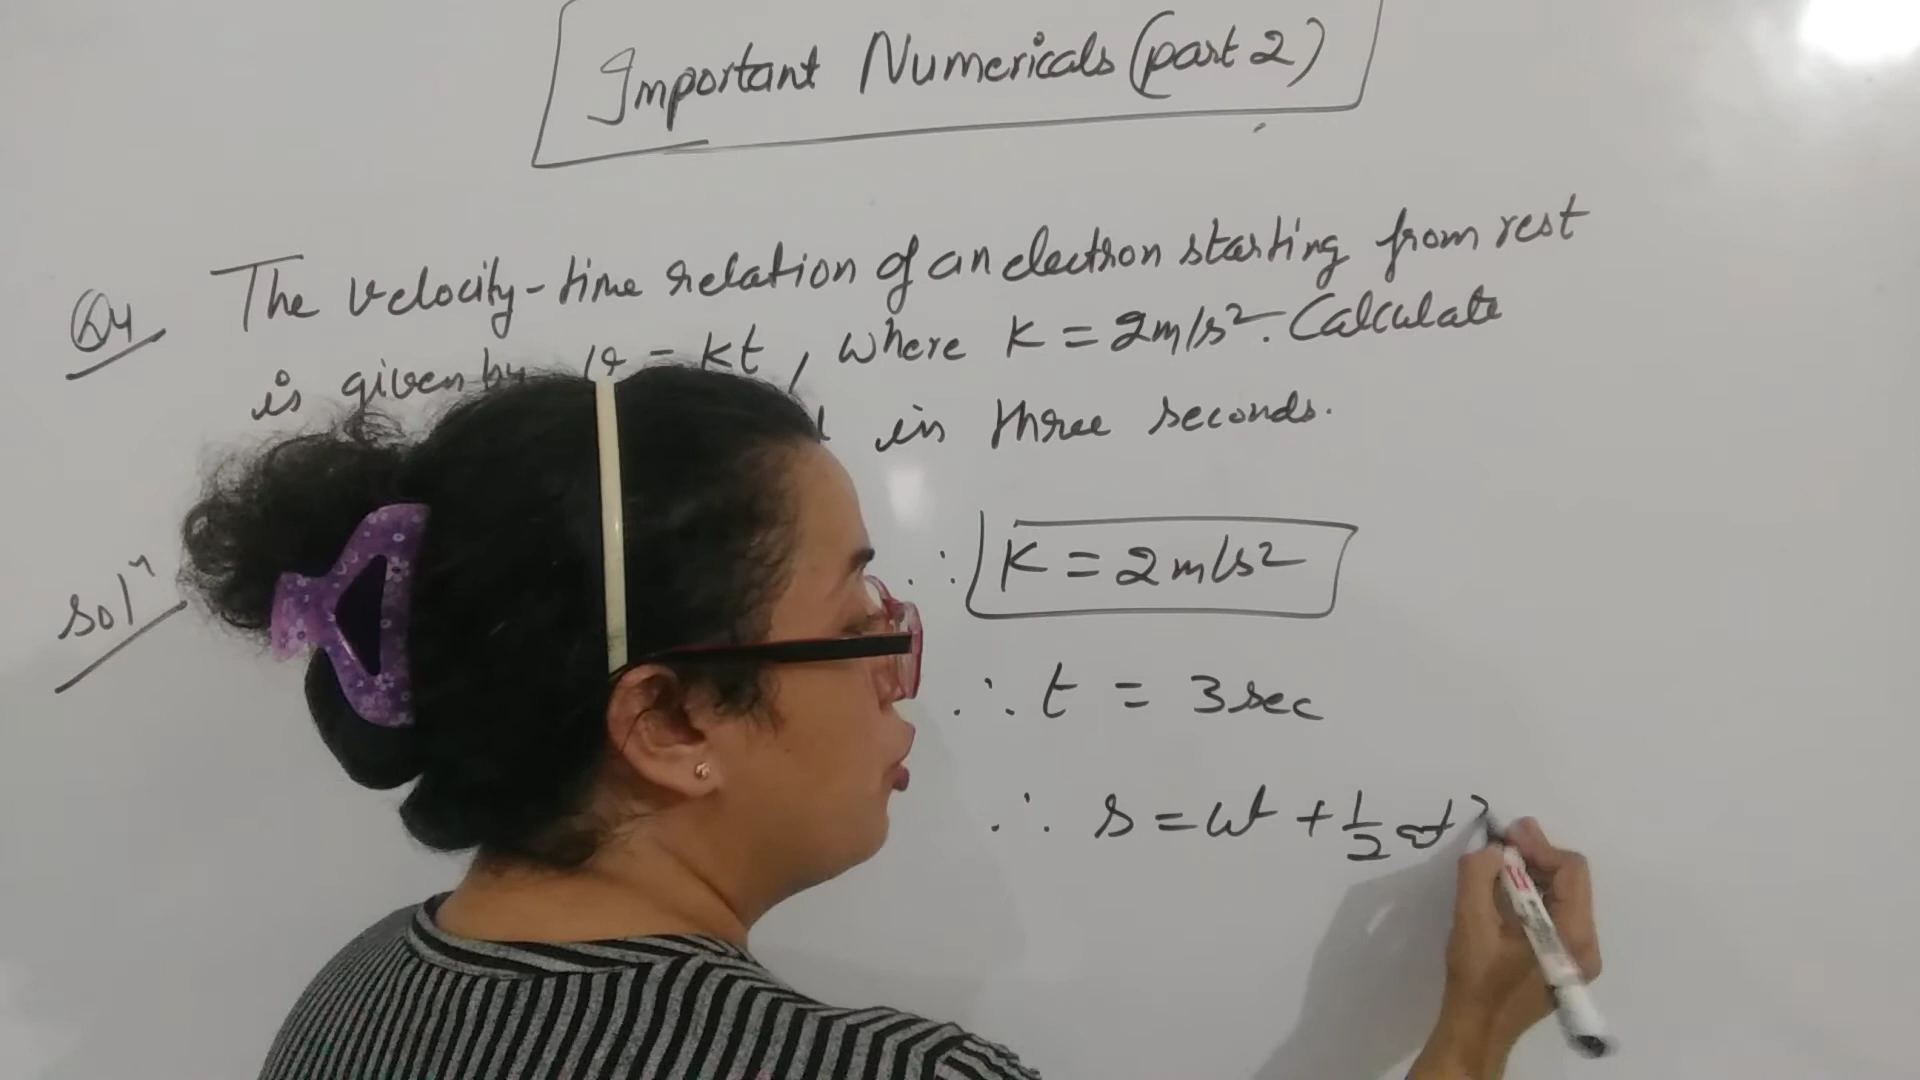 Important Numericals (part 2)
Q4 The velocity-time relation of an electron starting from rest
is given by v = kt, where K = 2m/s². Calculate
in three seconds.
∴ K = 2m/s²
Solⁿ
∴ t = 3sec
∴ s = ut + 1/2 at²